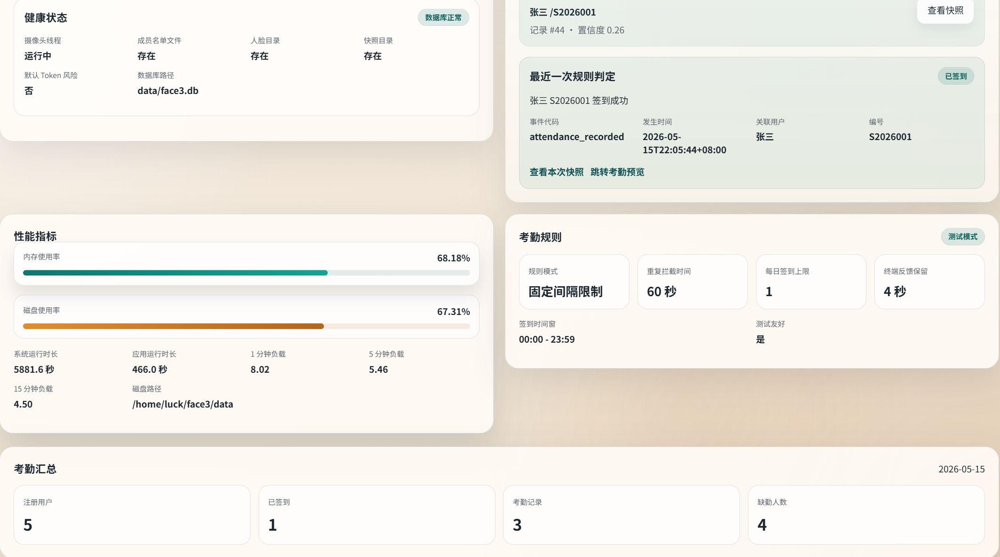 健康状态
数据库正常
摄像头线程
成员名单文件
人脸目录
快照目录
运行中
存在
存在
存在
默认 Token 风险
数据库路径
否
data/face3.db
张三 /S2026001
查看快照
记录 #44 • 置信度 0.26
最近一次规则判定
已签到
张三 S2026001 签到成功
事件代码
发生时间
关联用户
编号
attendance_recorded
2026-05-
15T22:05:44+08:00
张三
S2026001
查看本次快照 跳转考勤预览
性能指标
内存使用率
68.18%
磁盘使用率
67.31%
系统运行时长
应用运行时长
1 分钟负载
5 分钟负载
5881.6 秒
466.0 秒
8.02
5.46
15 分钟负载
磁盘路径
4.50
/home/luck/face3/data
考勤规则
测试模式
规则模式
固定间隔限制
重复拦截时间
60 秒
每日签到上限
1
终端反馈保留
4 秒
签到时间窗
测试友好
00:00 - 23:59
是
考勤汇总
2026-05-15
注册用户
5
已签到
1
考勤记录
3
缺勤人数
4